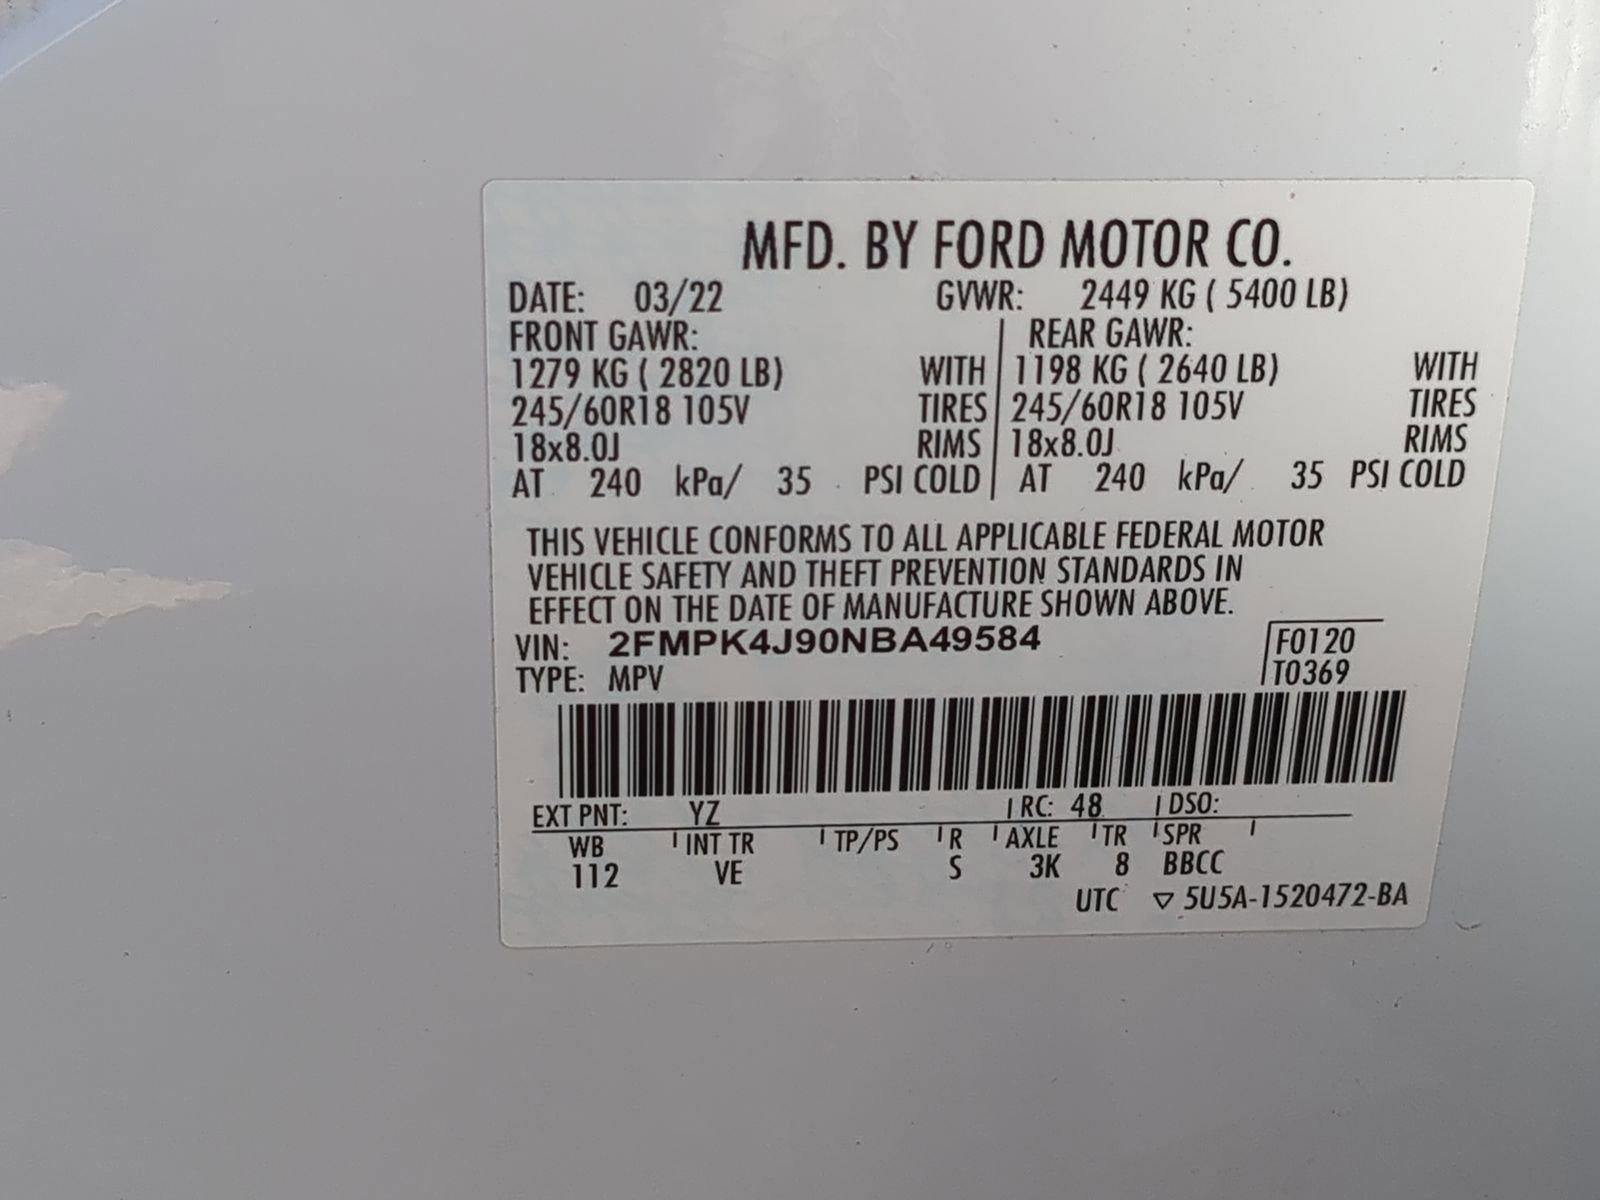 MFD. BY FORD MOTOR CO.
DATE: 03/22 GVWR: 2449 KG ( 5400 LB)
FRONT GAWR: REAR GAWR:
1279 KG ( 2820 LB) WITH 1198 KG ( 2640 LB) WITH
245/60R18 105V TIRES 245/60R18 105V TIRES
18x8.0J RIMS 18x8.0J RIMS
AT 240 kPa/ 35 PSI COLD AT 240 kPa/ 35 PSI COLD
THIS VEHICLE CONFORMS TO ALL APPLICABLE FEDERAL MOTOR
VEHICLE SAFETY AND THEFT PREVENTION STANDARDS IN
EFFECT ON THE DATE OF MANUFACTURE SHOWN ABOVE.
VIN: 2FMPK4J90NBA49584 F0120
TYPE: MPV T0369
EXT PNT: YZ RC: 48 DSO:
WB INT TR TP/PS R AXLE TR SPR
112 VE S 3K 8 BBCC
UTC ▽ 5U5A-1520472-BA